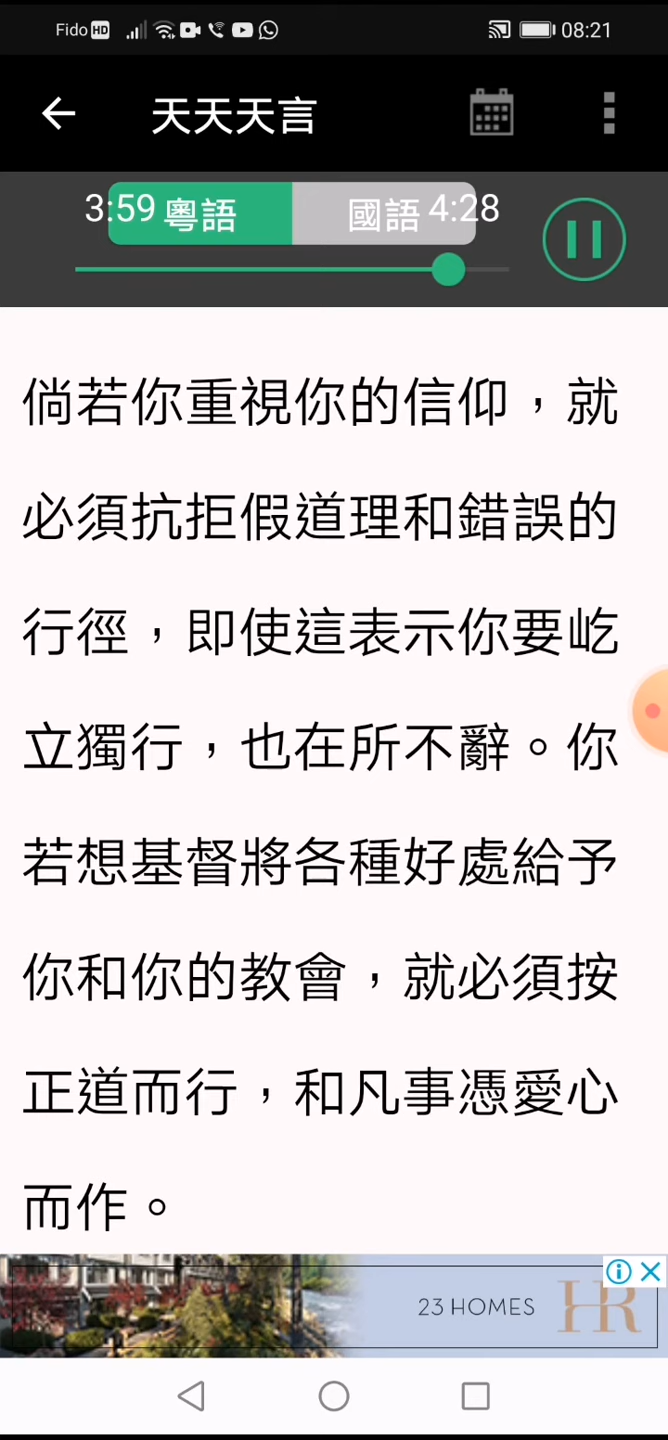 Fido HD 08:21
天天天言
3:59 粵語 國語 4:28
倘若你重視你的信仰，就
必須抗拒假道理和錯誤的
行徑，即使這表示你要屹
立獨行，也在所不辭。你
若想基督將各種好處給予
你和你的教會，就必須按
正道而行，和凡事憑愛心
而作。
23 HOMES HR